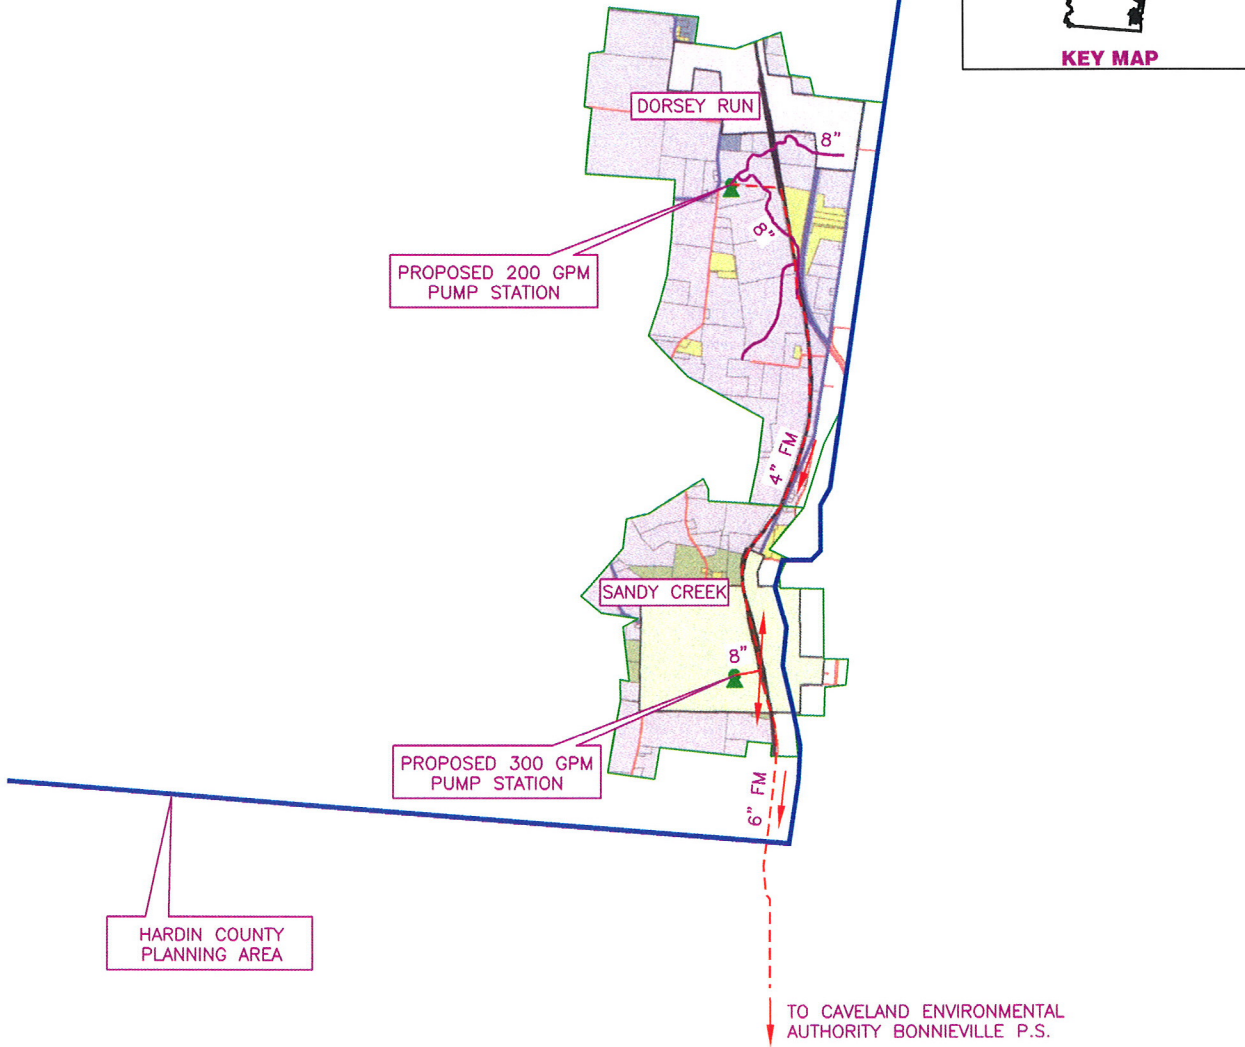 KEY MAP
DORSEY RUN
8"
8"
PROPOSED 200 GPM
PUMP STATION
4" FM
SANDY CREEK
8"
PROPOSED 300 GPM
PUMP STATION
6" FM
HARDIN COUNTY
PLANNING AREA
TO CAVELAND ENVIRONMENTAL
AUTHORITY BONNIEVILLE P.S.